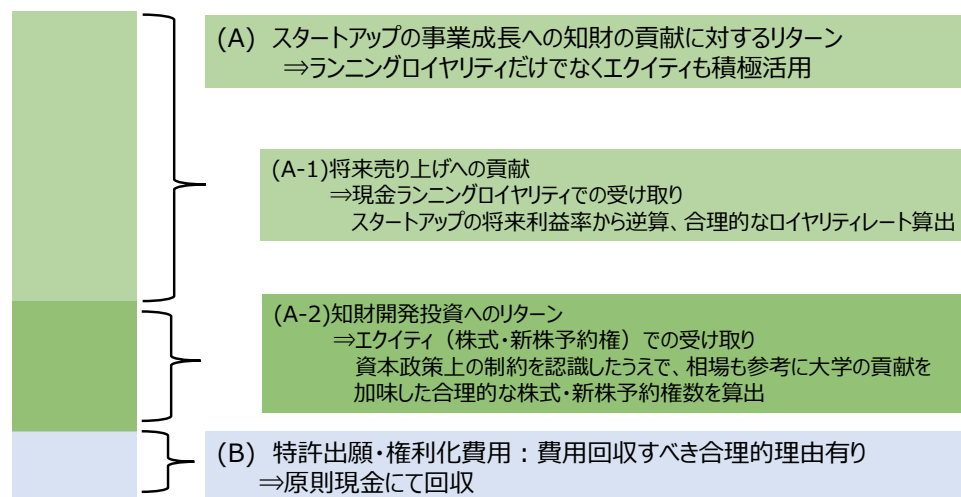 (A) スタートアップの事業成長への知財の貢献に対するリターン
⇒ランニングロイヤリティだけでなくエクイティも積極活用
(A-1)将来売り上げへの貢献
⇒現金ランニングロイヤリティでの受け取り
スタートアップの将来利益率から逆算、合理的なロイヤリティレート算出
(A-2)知財開発投資へのリターン
⇒エクイティ（株式・新株予約権）での受け取り
資本政策上の制約を認識したうえで、相場も参考に大学の貢献を
加味した合理的な株式・新株予約権数を算出
(B) 特許出願・権利化費用：費用回収すべき合理的理由有り
⇒原則現金にて回収